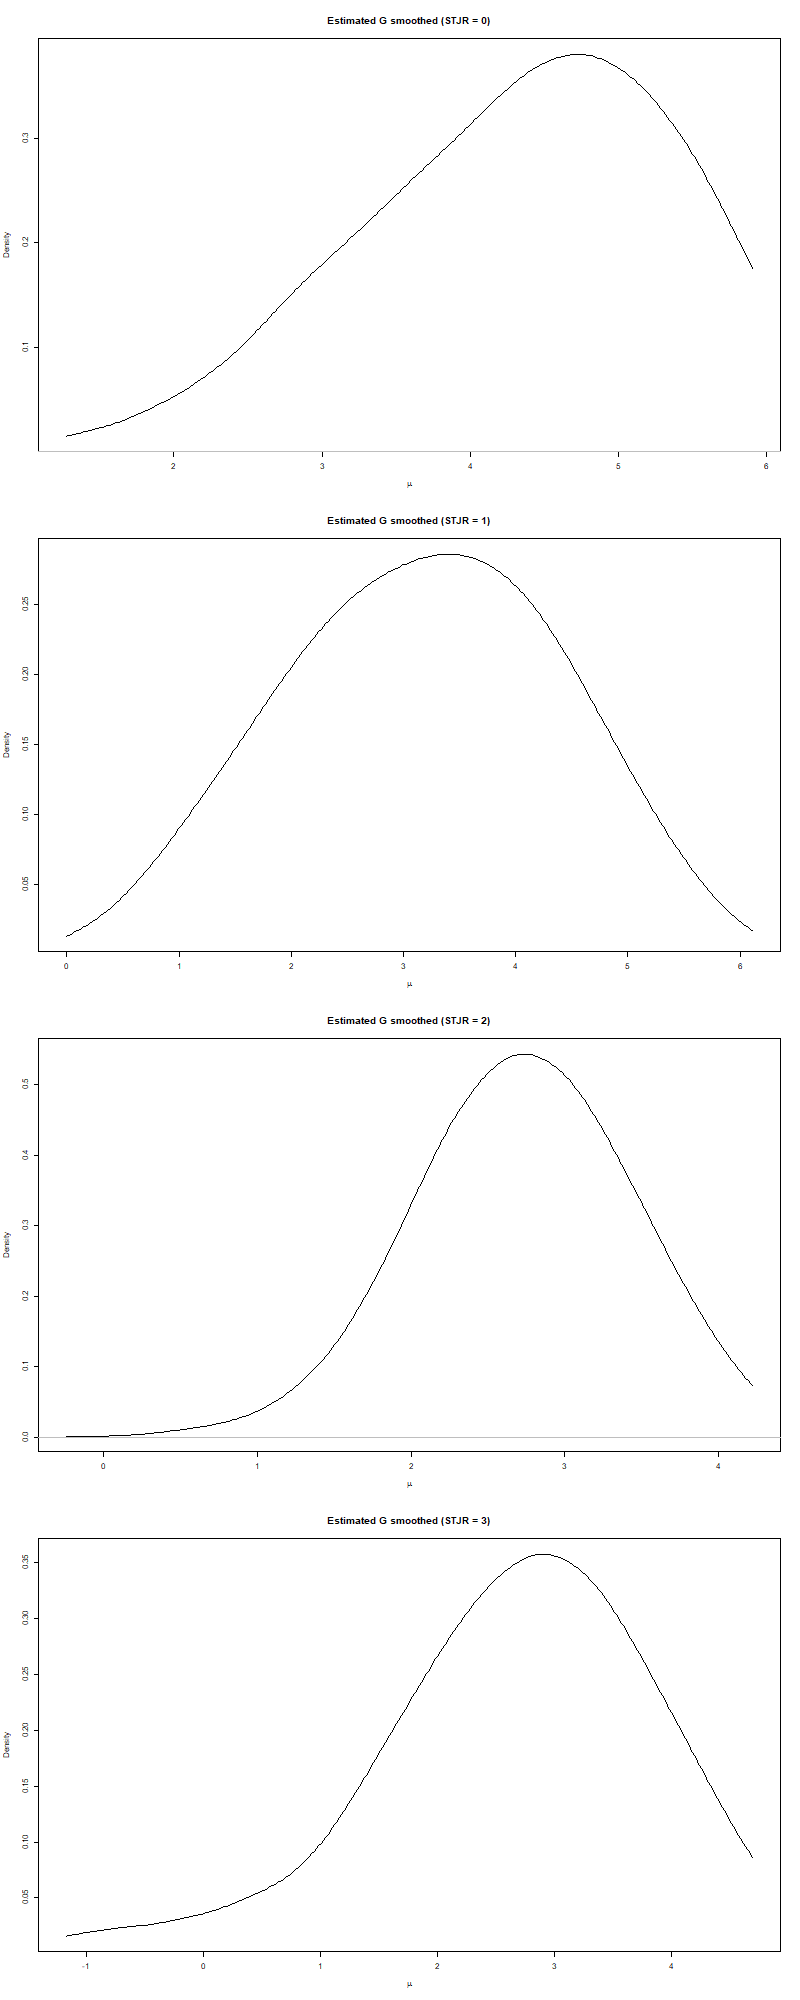 Estimated G smoothed (STJR = 0)
Density
0.3
0.2
0.1
2 3 4 5 6
μ
Estimated G smoothed (STJR = 1)
Density
0.25
0.20
0.15
0.10
0.05
0 1 2 3 4 5 6
μ
Estimated G smoothed (STJR = 2)
Density
0.5
0.4
0.3
0.2
0.1
0.0
0 1 2 3 4
μ
Estimated G smoothed (STJR = 3)
Density
0.35
0.30
0.25
0.20
0.15
0.10
0.05
-1 0 1 2 3 4
μ